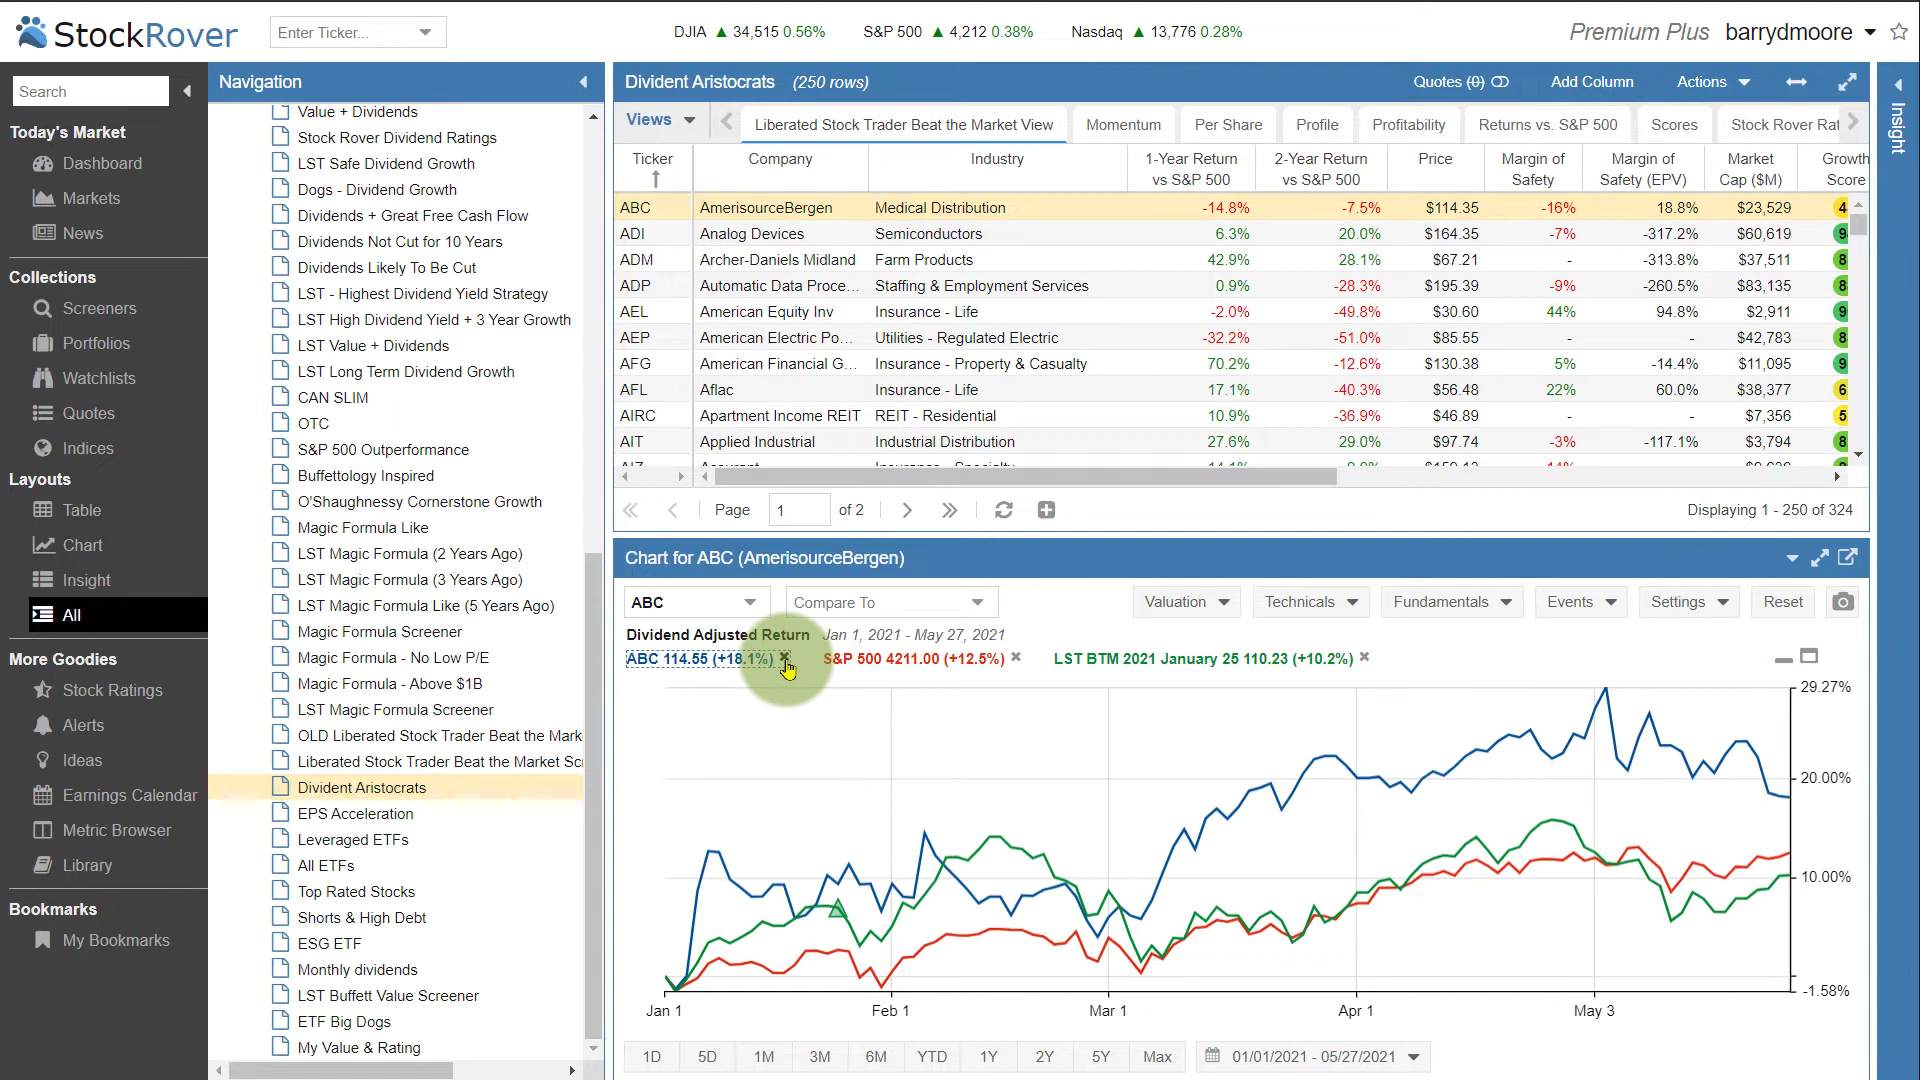 StockRover
Enter Ticker...
DJIA ▲ 34,515 0.56% S&P 500 ▲ 4,212 0.38% Nasdaq ▲ 13,776 0.28%
Premium Plus barrydmoore
Search
Today's Market
Dashboard
Markets
News
Collections
Screeners
Portfolios
Watchlists
Quotes
Indices
Layouts
Table
Chart
Insight
All
More Goodies
Stock Ratings
Alerts
Ideas
Earnings Calendar
Metric Browser
Library
Bookmarks
My Bookmarks
Navigation
Value + Dividends
Stock Rover Dividend Ratings
LST Safe Dividend Growth
Dogs - Dividend Growth
Dividends + Great Free Cash Flow
Dividends Not Cut for 10 Years
Dividends Likely To Be Cut
LST - Highest Dividend Yield Strategy
LST High Dividend Yield + 3 Year Growth
LST Value + Dividends
LST Long Term Dividend Growth
CAN SLIM
OTC
S&P 500 Outperformance
Buffettology Inspired
O'Shaughnessy Cornerstone Growth
Magic Formula Like
LST Magic Formula (2 Years Ago)
LST Magic Formula (3 Years Ago)
LST Magic Formula Like (5 Years Ago)
Magic Formula Screener
Magic Formula - No Low P/E
Magic Formula - Above $1B
LST Magic Formula Screener
OLD Liberated Stock Trader Beat the Mark
Liberated Stock Trader Beat the Market Sc
Divident Aristocrats
EPS Acceleration
Leveraged ETFs
All ETFs
Top Rated Stocks
Shorts & High Debt
ESG ETF
Monthly dividends
LST Buffett Value Screener
ETF Big Dogs
My Value & Rating
Divident Aristocrats (250 rows) Quotes (0) Add Column Actions
Views Liberated Stock Trader Beat the Market View Momentum Per Share Profile Profitability Returns vs. S&P 500 Scores Stock Rover Rat
Ticker Company Industry 1-Year Return vs S&P 500 2-Year Return vs S&P 500 Price Margin of Safety Margin of Safety (EPV) Market Cap ($M) Growth Score
ABC AmerisourceBergen Medical Distribution -14.8% -7.5% $114.35 -16% 18.8% $23,529 4
ADI Analog Devices Semiconductors 6.3% 20.0% $164.35 -7% -317.2% $60,619 9
ADM Archer-Daniels Midland Farm Products 42.9% 28.1% $67.21 - -313.8% $37,511 8
ADP Automatic Data Proce... Staffing & Employment Services 0.9% -28.3% $195.39 -9% -260.5% $83,135 8
AEL American Equity Inv Insurance - Life -2.0% -49.8% $30.60 44% 94.8% $2,911 9
AEP American Electric Po... Utilities - Regulated Electric -32.2% -51.0% $85.55 - - $42,783 8
AFG American Financial G... Insurance - Property & Casualty 70.2% -12.6% $130.38 5% -14.4% $11,095 9
AFL Aflac Insurance - Life 17.1% -40.3% $56.48 22% 60.0% $38,377 6
AIRC Apartment Income REIT REIT - Residential 10.9% -36.9% $46.89 - - $7,356 5
AIT Applied Industrial Industrial Distribution 27.6% 29.0% $97.74 -3% -117.1% $3,794 8
Page 1 of 2 Displaying 1 - 250 of 324
Chart for ABC (AmerisourceBergen)
ABC Compare To Valuation Technicals Fundamentals Events Settings Reset
Dividend Adjusted Return Jan 1, 2021 - May 27, 2021
ABC 114.55 (+18.1%) S&P 500 4211.00 (+12.5%) LST BTM 2021 January 25 110.23 (+10.2%)
29.27%
20.00%
10.00%
-1.58%
Jan 1 Feb 1 Mar 1 Apr 1 May 3
1D 5D 1M 3M 6M YTD 1Y 2Y 5Y Max 01/01/2021 - 05/27/2021
Insight